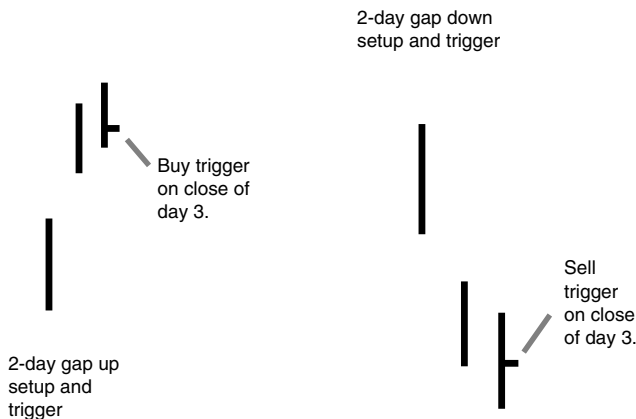 2-day gap down
setup and trigger
Buy trigger
on close of
day 3.
Sell
trigger
on close
of day 3.
2-day gap up
setup and
trigger